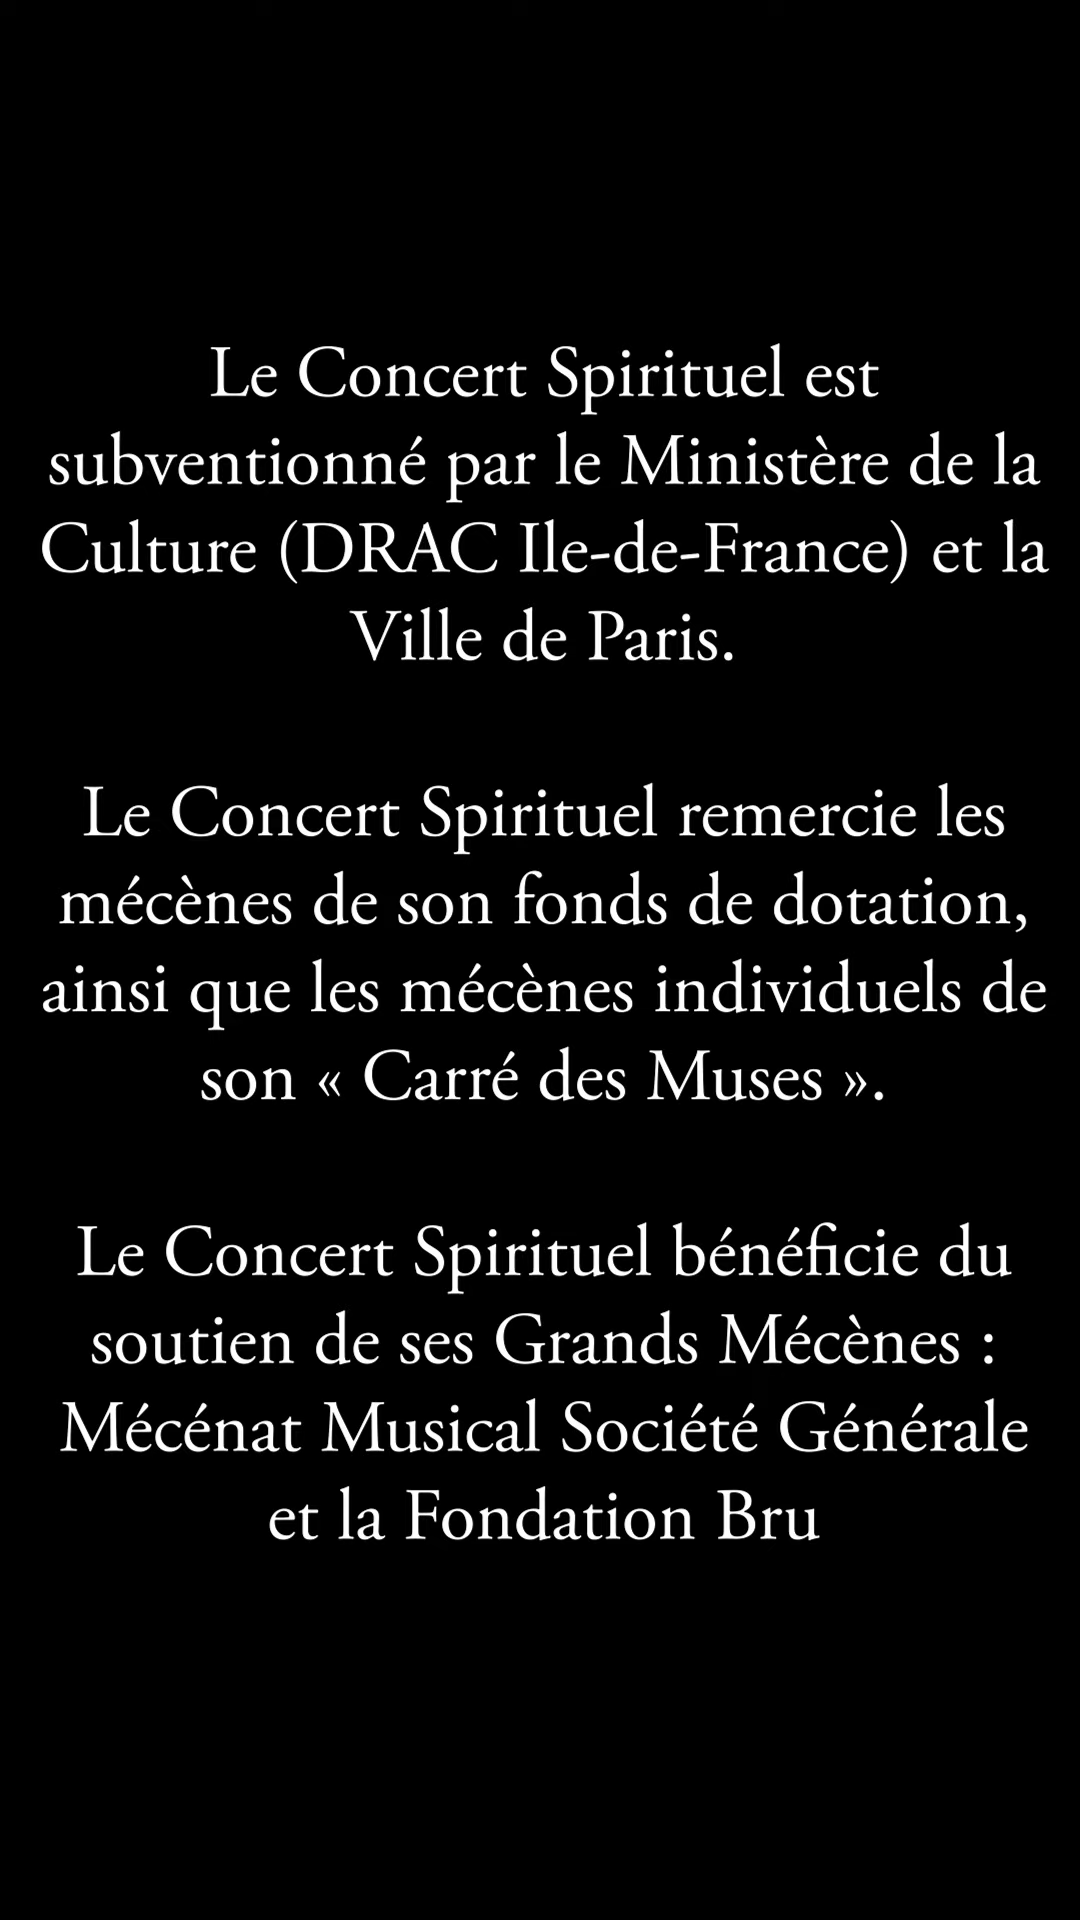 Le Concert Spirituel est
subventionné par le Ministère de la
Culture (DRAC Ile-de-France) et la
Ville de Paris.
Le Concert Spirituel remercie les
mécènes de son fonds de dotation,
ainsi que les mécènes individuels de
son « Carré des Muses ».
Le Concert Spirituel bénéficie du
soutien de ses Grands Mécènes :
Mécénat Musical Société Générale
et la Fondation Bru